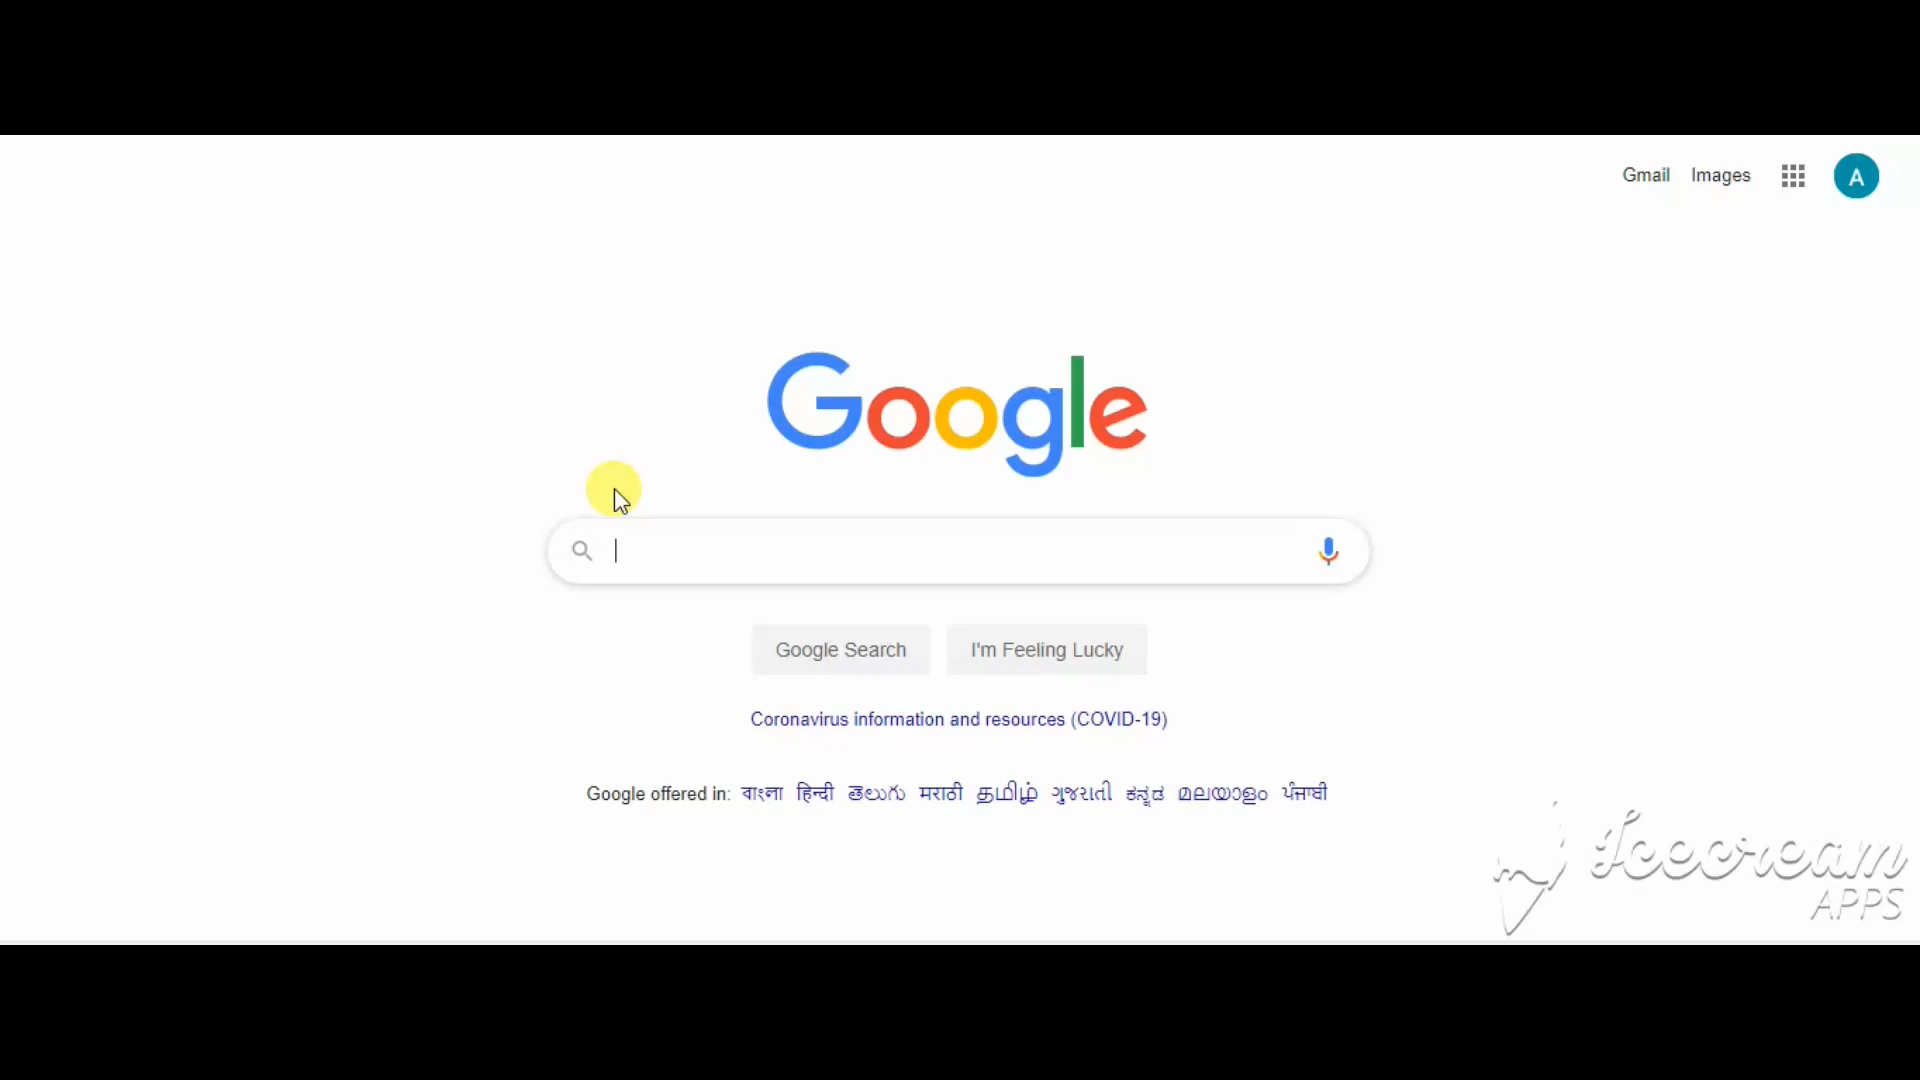 Gmail Images
A
Google
Google Search I'm Feeling Lucky
Coronavirus information and resources (COVID-19)
Google offered in: বাংলা हिन्दी తెలుగు मराठी தமிழ் ગુજરાતી ಕನ್ನಡ മലയാളം ਪੰਜਾਬੀ
Icecream
APPS